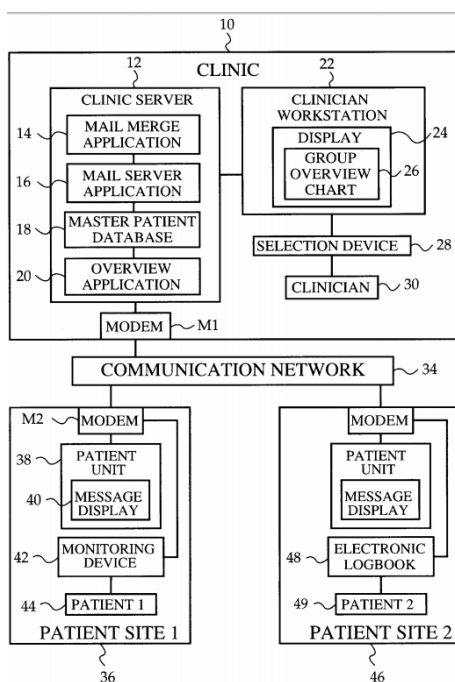 10
CLINIC
12
22
CLINIC SERVER
14
MAIL MERGE
APPLICATION
16
MAIL SERVER
APPLICATION
18
MASTER PATIENT
DATABASE
20
OVERVIEW
APPLICATION
CLINICIAN
WORKSTATION
DISPLAY
24
GROUP
OVERVIEW
CHART
26
SELECTION DEVICE
28
CLINICIAN
30
MODEM
M1
COMMUNICATION NETWORK
34
M2
MODEM
38
PATIENT
UNIT
40
MESSAGE
DISPLAY
42
MONITORING
DEVICE
44
PATIENT 1
PATIENT SITE 1
36
MODEM
PATIENT
UNIT
MESSAGE
DISPLAY
48
ELECTRONIC
LOGBOOK
49
PATIENT 2
PATIENT SITE 2
46